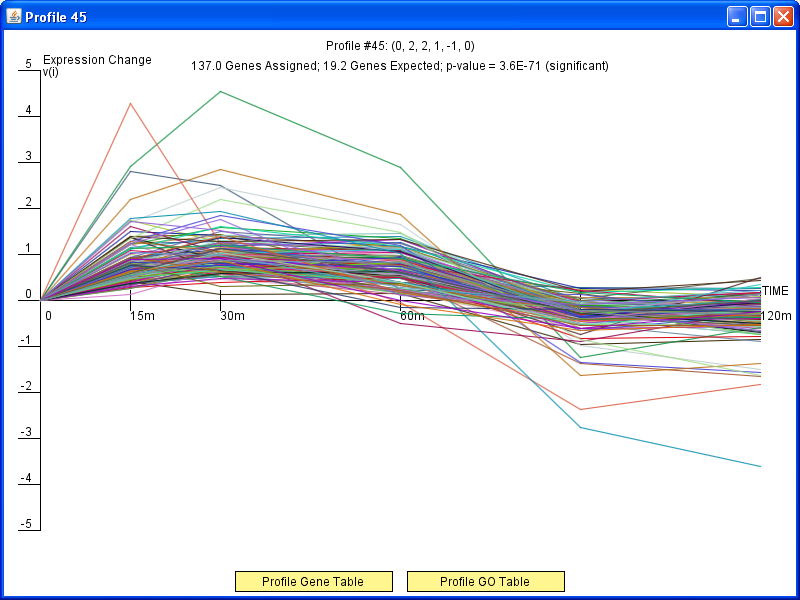 Profile 45
Profile #45: (0, 2, 2, 1, -1, 0)
Expression Change
v(i)
137.0 Genes Assigned; 19.2 Genes Expected; p-value = 3.6E-71 (significant)
5
4
3
2
1
0
-1
-2
-3
-4
-5
TIME
0 15m 30m 60m 120m
Profile Gene Table Profile GO Table